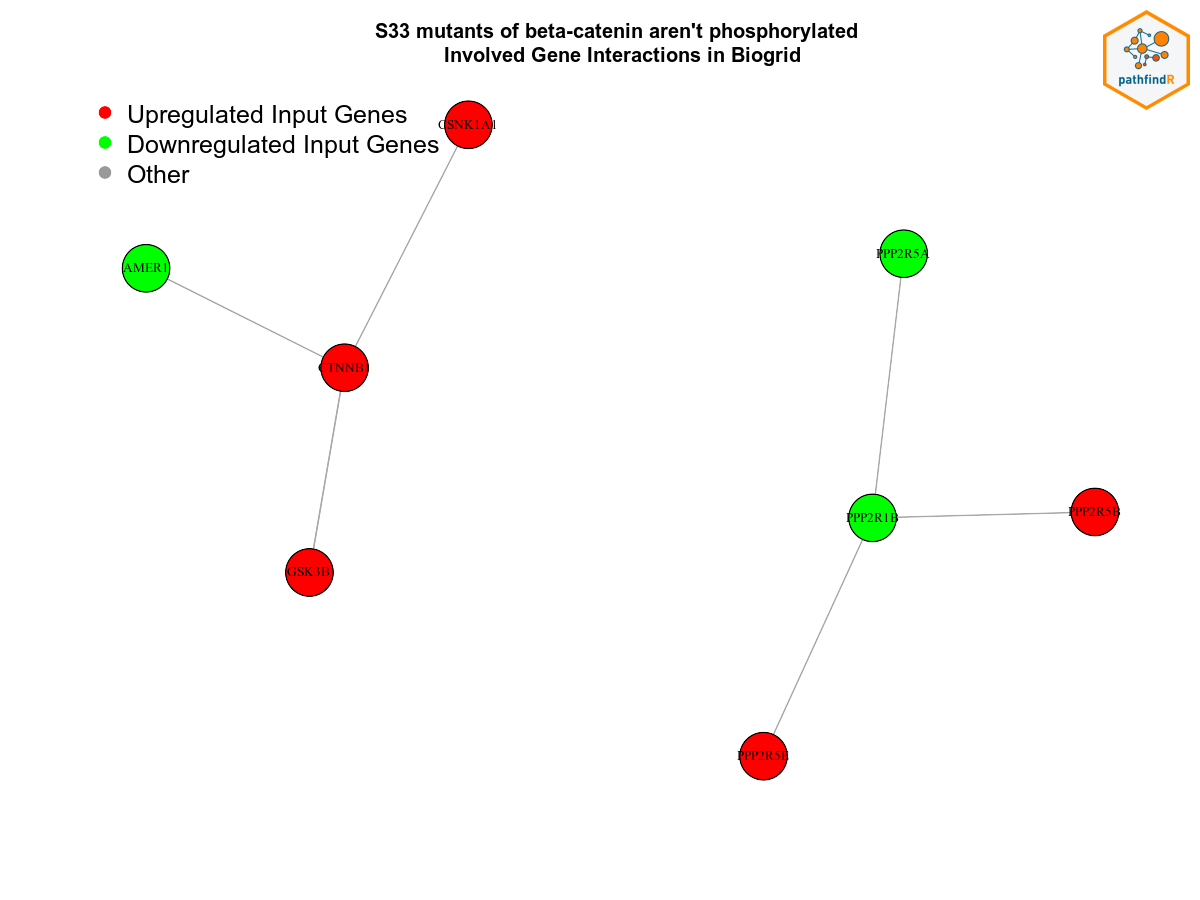 S33 mutants of beta-catenin aren't phosphorylated
Involved Gene Interactions in Biogrid
pathfindR
Upregulated Input Genes
Downregulated Input Genes
Other
CSNK1A1
AMER1
PPP2R5A
CTNNB1
PPP2R1B
PPP2R5B
GSK3B
PPP2R5E